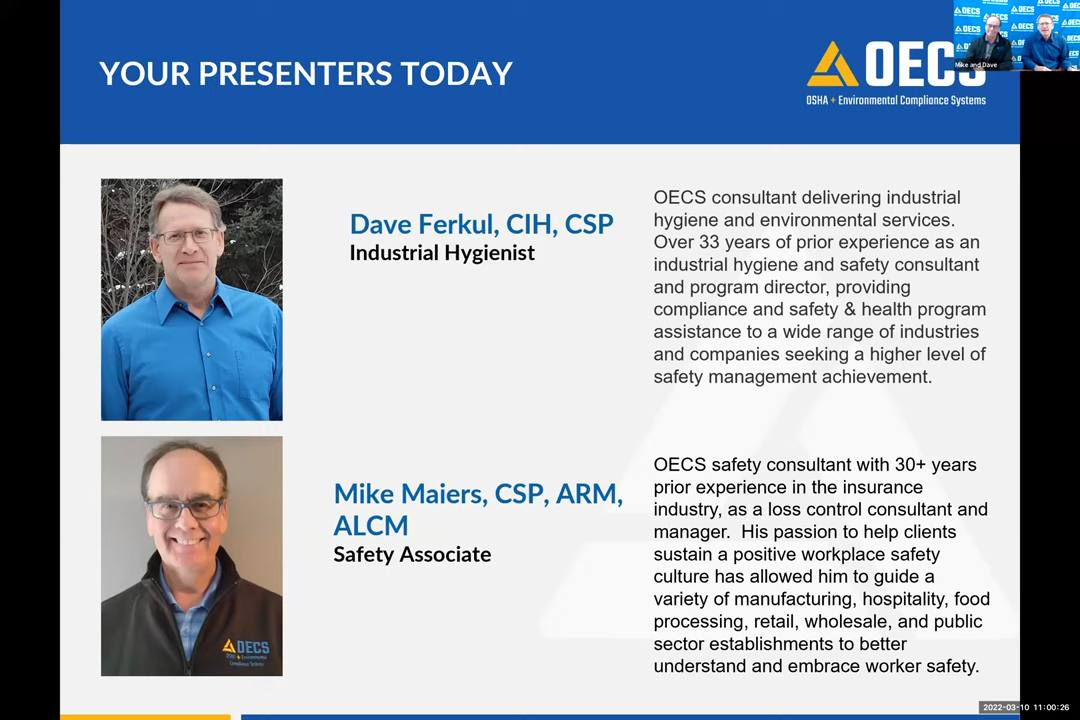 YOUR PRESENTERS TODAY
OECS
OSHA + Environmental Compliance Systems
Mike and Dave
Dave Ferkul, CIH, CSP
Industrial Hygienist
OECS consultant delivering industrial
hygiene and environmental services.
Over 33 years of prior experience as an
industrial hygiene and safety consultant
and program director, providing
compliance and safety & health program
assistance to a wide range of industries
and companies seeking a higher level of
safety management achievement.
Mike Maiers, CSP, ARM,
ALCM
Safety Associate
OECS safety consultant with 30+ years
prior experience in the insurance
industry, as a loss control consultant and
manager.  His passion to help clients
sustain a positive workplace safety
culture has allowed him to guide a
variety of manufacturing, hospitality, food
processing, retail, wholesale, and public
sector establishments to better
understand and embrace worker safety.
OECS
OSHA + Environmental
Compliance Systems
2022-03-10 11:00:26